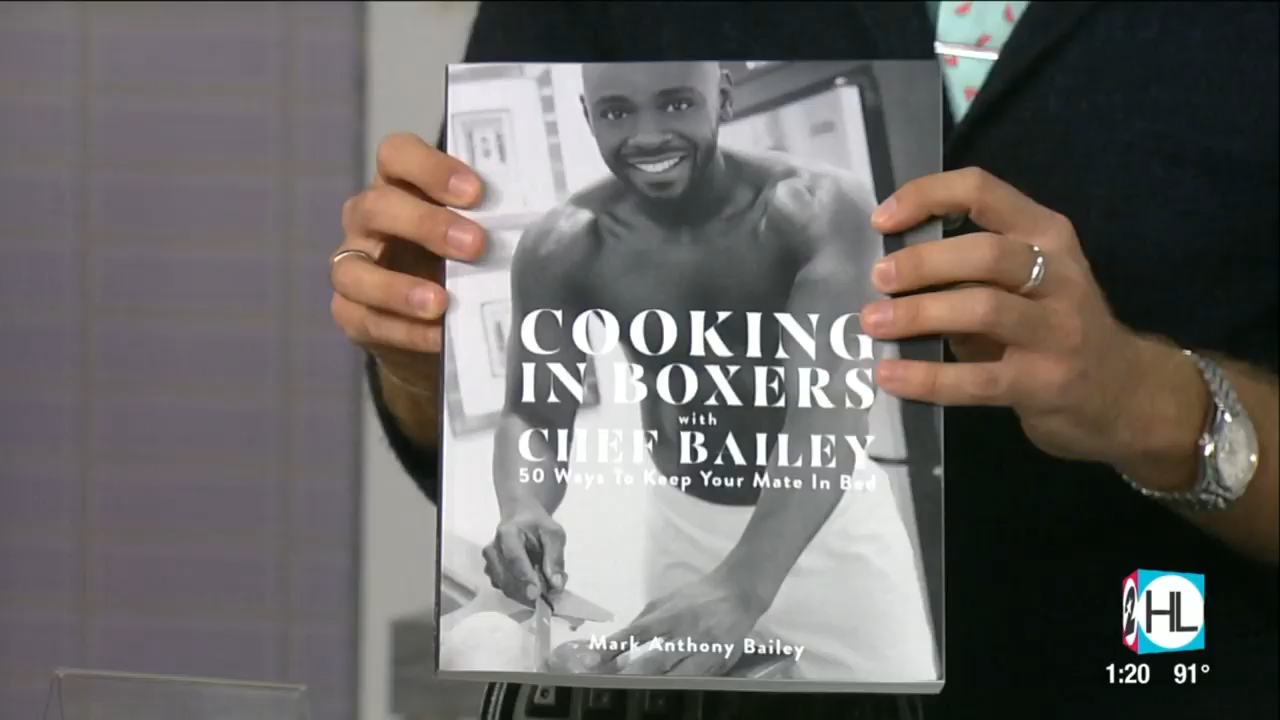 COOKING
IN BOXERS
with
CHEF BAILEY
50 Ways To Keep Your Mate In Bed
Mark Anthony Bailey
2
HL
1:20 91°